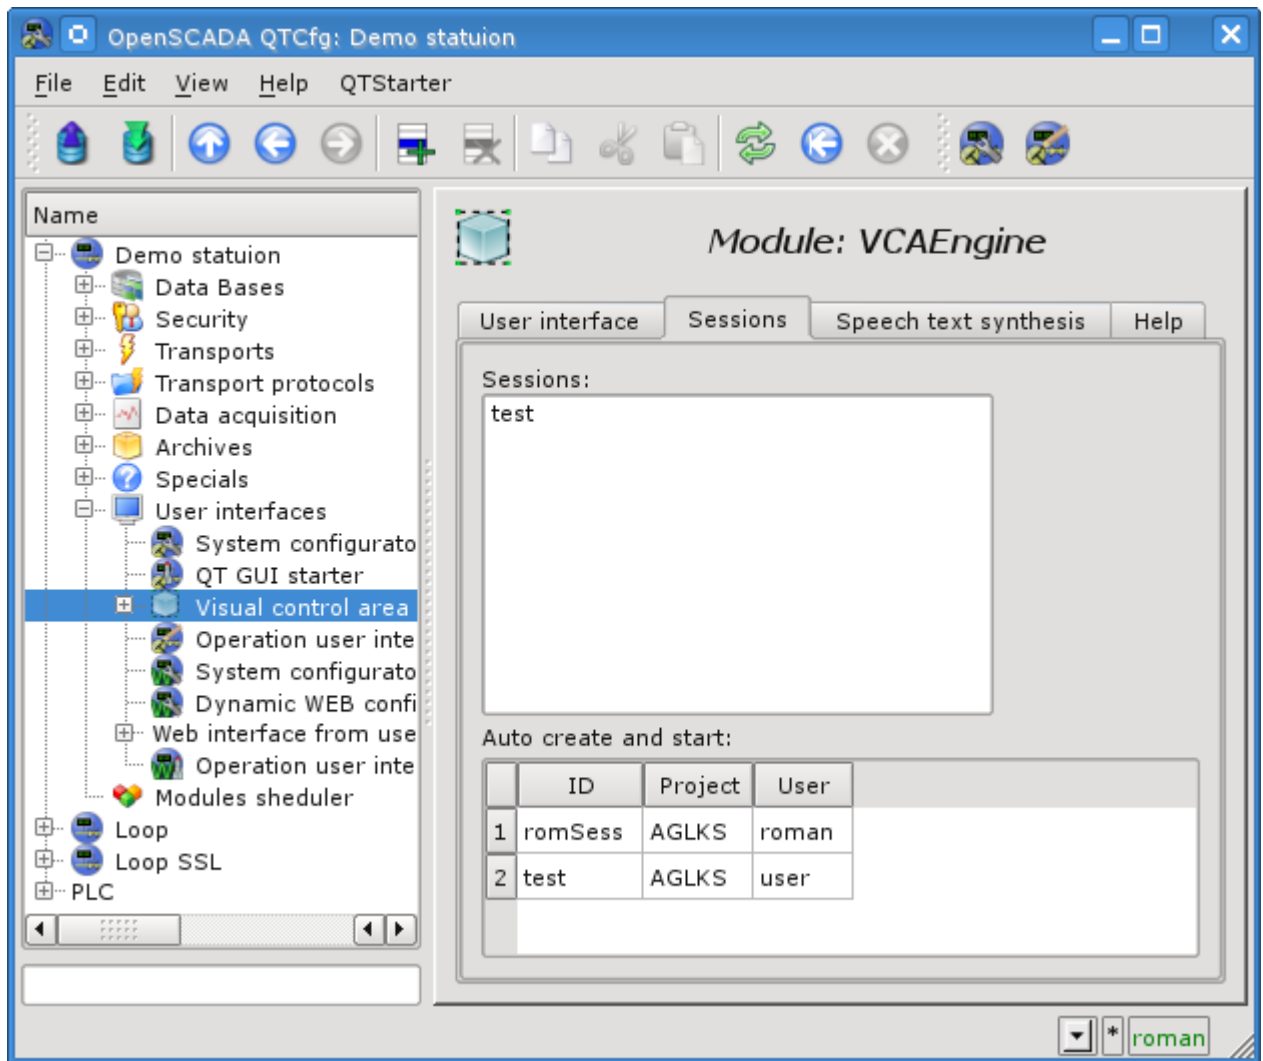 OpenSCADA QTCfg: Demo statuion
File Edit View Help QTStarter
Name
Demo statuion
Data Bases
Security
Transports
Transport protocols
Data acquisition
Archives
Specials
User interfaces
System configurato
QT GUI starter
Visual control area
Operation user inte
System configurato
Dynamic WEB confi
Web interface from use
Operation user inte
Modules sheduler
Loop
Loop SSL
PLC
Module: VCAEngine
User interface Sessions Speech text synthesis Help
Sessions:
test
Auto create and start:
ID Project User
1 romSess AGLKS roman
2 test AGLKS user
* roman